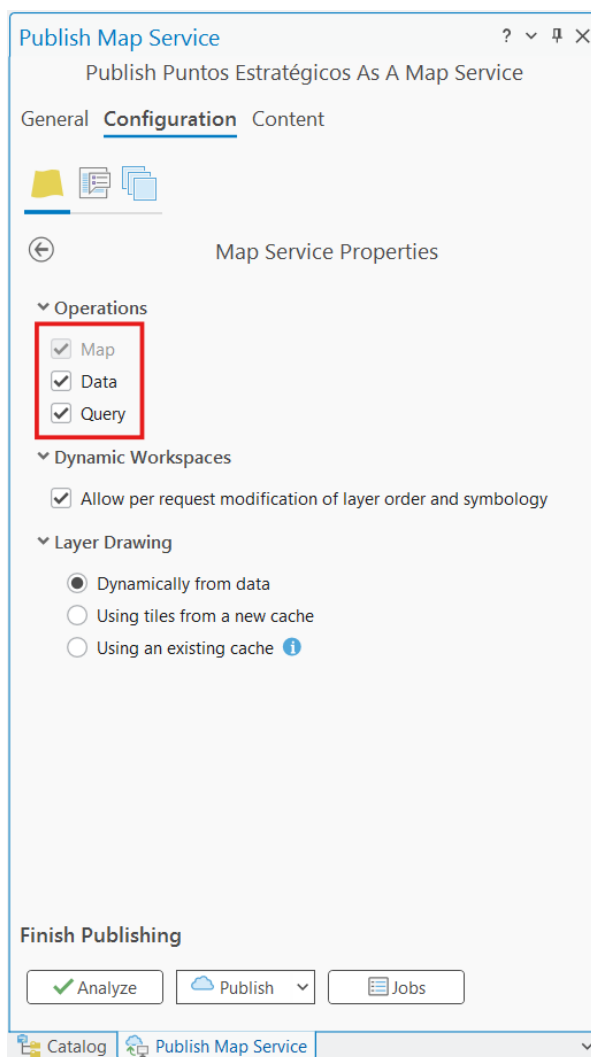 Publish Map Service ?
Publish Puntos Estratégicos As A Map Service
General Configuration Content
Map Service Properties
Operations
Map
Data
Query
Dynamic Workspaces
Allow per request modification of layer order and symbology
Layer Drawing
Dynamically from data
Using tiles from a new cache
Using an existing cache i
Finish Publishing
Analyze Publish Jobs
Catalog Publish Map Service